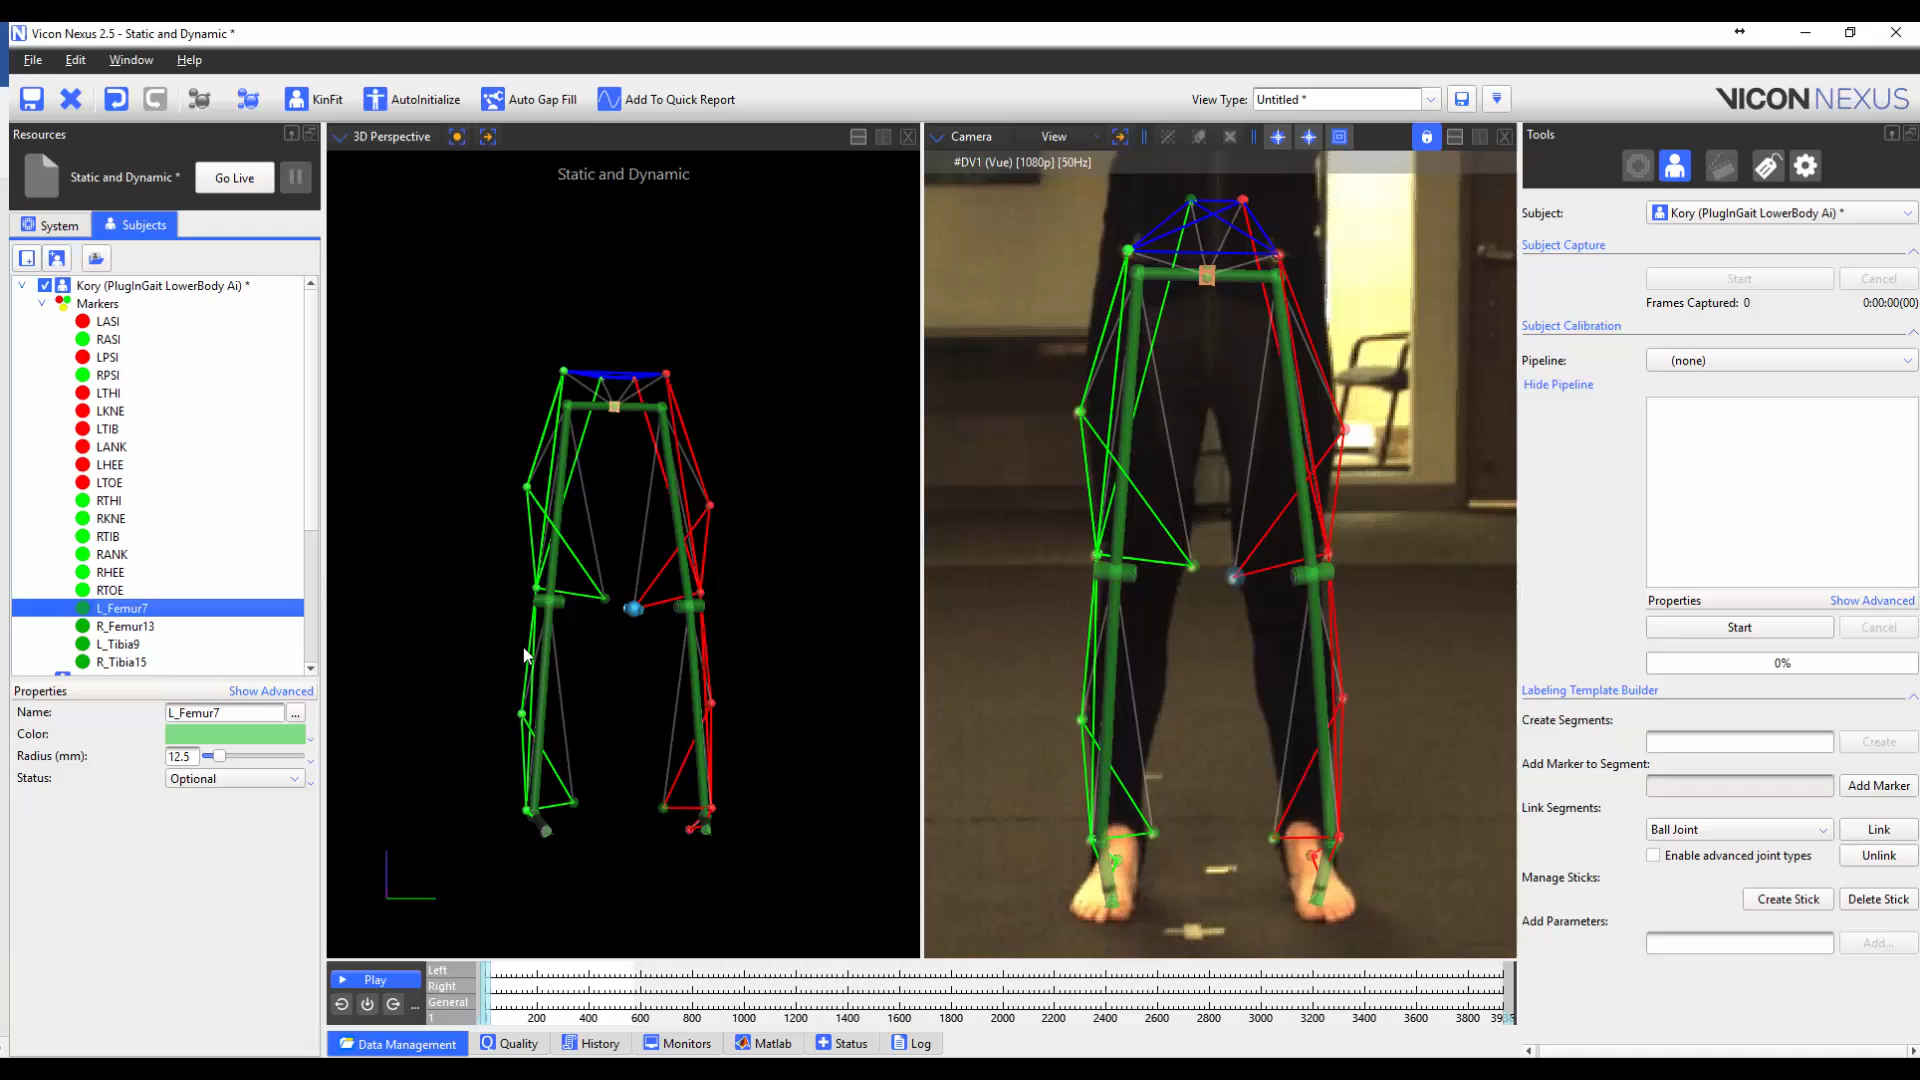 Vicon Nexus 2.5 - Static and Dynamic *
File Edit Window Help
KinFit AutoInitialize Auto Gap Fill Add To Quick Report View Type: Untitled * VICON NEXUS
Resources
Static and Dynamic * Go Live
System Subjects
Kory (PlugInGait LowerBody Ai) *
Markers
LASI
RASI
LPSI
RPSI
LTHI
LKNE
LTIB
LANK
LHEE
LTOE
RTHI
RKNE
RTIB
RANK
RHEE
RTOE
L_Femur7
R_Femur13
L_Tibia9
R_Tibia15
Properties Show Advanced
Name: L_Femur7 ...
Color:
Radius (mm): 12.5
Status: Optional
3D Perspective
Static and Dynamic
Camera View
#DV1 (Vue) [1080p] [50Hz]
Play
...
Left
Right
General
1 200 400 600 800 1000 1200 1400 1600 1800 2000 2200 2400 2600 2800 3000 3200 3400 3600 3800
Data Management Quality History Monitors Matlab Status Log
Tools
Subject: Kory (PlugInGait LowerBody Ai) *
Subject Capture
Start Cancel
Frames Captured: 0 0:00:00(00)
Subject Calibration
Pipeline: (none)
Hide Pipeline
Properties Show Advanced
Start Cancel
0%
Labeling Template Builder
Create Segments:
Create
Add Marker to Segment:
Add Marker
Link Segments:
Ball Joint Link
Enable advanced joint types Unlink
Manage Sticks:
Create Stick Delete Stick
Add Parameters:
Add...